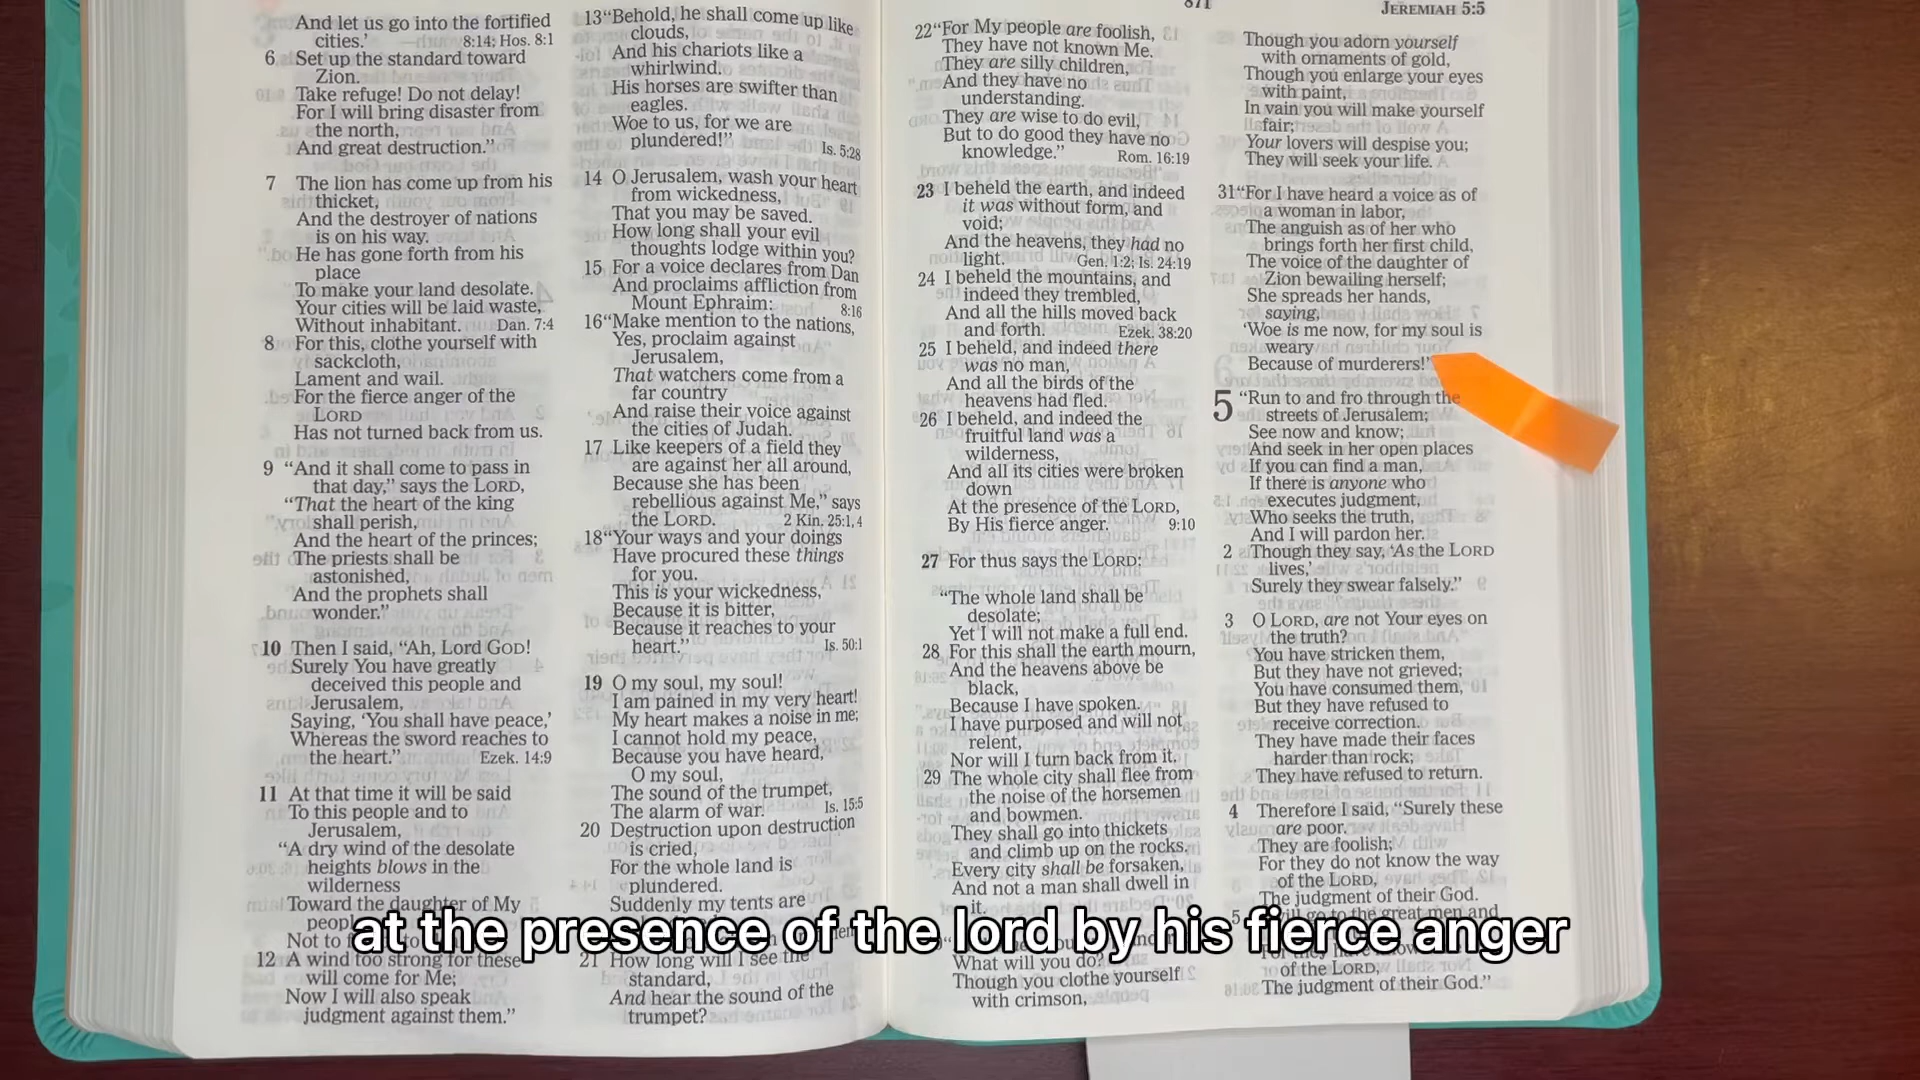 And let us go into the fortified
cities.’ 8:14; Hos. 8:1
6 Set up the standard toward
Zion.
Take refuge! Do not delay!
For I will bring disaster from
the north,
And great destruction.”
7 The lion has come up from his
thicket,
And the destroyer of nations
is on his way.
He has gone forth from his
place
To make your land desolate.
Your cities will be laid waste,
Without inhabitant. Dan. 7:4
8 For this, clothe yourself with
sackcloth,
Lament and wail.
For the fierce anger of the
LORD
Has not turned back from us.
9 “And it shall come to pass in
that day,” says the LORD,
“That the heart of the king
shall perish,
And the heart of the princes;
The priests shall be
astonished,
And the prophets shall
wonder.”
10 Then I said, “Ah, Lord GOD!
Surely You have greatly
deceived this people and
Jerusalem,
Saying, ‘You shall have peace,’
Whereas the sword reaches to
the heart.” Ezek. 14:9
11 At that time it will be said
To this people and to
Jerusalem,
“A dry wind of the desolate
heights blows in the
wilderness
Toward the daughter of My
peop
Not to
12 A wind too strong for these
will come for Me;
Now I will also speak
judgment against them.”
13 “Behold, he shall come up like
clouds,
And his chariots like a
whirlwind.
His horses are swifter than
eagles.
Woe to us, for we are
plundered!” Is. 5:28
14 O Jerusalem, wash your heart
from wickedness,
That you may be saved.
How long shall your evil
thoughts lodge within you?
15 For a voice declares from Dan
And proclaims affliction from
Mount Ephraim: 8:16
16 “Make mention to the nations,
Yes, proclaim against
Jerusalem,
That watchers come from a
far country
And raise their voice against
the cities of Judah.
17 Like keepers of a field they
are against her all around,
Because she has been
rebellious against Me,” says
the LORD. 2 Kin. 25:1, 4
18 “Your ways and your doings
Have procured these things
for you.
This is your wickedness,
Because it is bitter,
Because it reaches to your
heart.” Is. 50:1
19 O my soul, my soul!
I am pained in my very heart!
My heart makes a noise in me;
I cannot hold my peace,
Because you have heard,
O my soul,
The sound of the trumpet,
The alarm of war. Is. 15:5
20 Destruction upon destruction
is cried,
For the whole land is
plundered.
Suddenly my tents are
21 How long will I see the
standard,
And hear the sound of the
trumpet?
871
JEREMIAH 5:5
22 “For My people are foolish,
They have not known Me.
They are silly children,
And they have no
understanding.
They are wise to do evil,
But to do good they have no
knowledge.” Rom. 16:19
23 I beheld the earth, and indeed
it was without form, and
void;
And the heavens, they had no
light. Gen. 1:2; Is. 24:19
24 I beheld the mountains, and
indeed they trembled,
And all the hills moved back
and forth. Ezek. 38:20
25 I beheld, and indeed there
was no man,
And all the birds of the
heavens had fled.
26 I beheld, and indeed the
fruitful land was a
wilderness,
And all its cities were broken
down
At the presence of the LORD,
By His fierce anger. 9:10
27 For thus says the LORD:
“The whole land shall be
desolate;
Yet I will not make a full end.
28 For this shall the earth mourn,
And the heavens above be
black,
Because I have spoken.
I have purposed and will not
relent,
Nor will I turn back from it.
29 The whole city shall flee from
the noise of the horsemen
and bowmen.
They shall go into thickets
and climb up on the rocks.
Every city shall be forsaken,
And not a man shall dwell in
it.
What will you do?
Though you clothe yourself
with crimson,
Though you adorn yourself
with ornaments of gold,
Though you enlarge your eyes
with paint,
In vain you will make yourself
fair;
Your lovers will despise you;
They will seek your life.
31 “For I have heard a voice as of
a woman in labor,
The anguish as of her who
brings forth her first child,
The voice of the daughter of
Zion bewailing herself;
She spreads her hands,
saying,
‘Woe is me now, for my soul is
weary
Because of murderers!’
5 “Run to and fro through the
streets of Jerusalem;
See now and know;
And seek in her open places
If you can find a man,
If there is anyone who
executes judgment,
Who seeks the truth,
And I will pardon her.
2 Though they say, ‘As the LORD
lives,’
Surely they swear falsely.”
3 O LORD, are not Your eyes on
the truth?
You have stricken them,
But they have not grieved;
You have consumed them,
But they have refused to
receive correction.
They have made their faces
harder than rock;
They have refused to return.
4 Therefore I said, “Surely these
are poor.
They are foolish;
For they do not know the way
of the LORD,
The judgment of their God.
5 will go to the great men and
of the LORD,
The judgment of their God.”
at the presence of the lord by his fierce anger